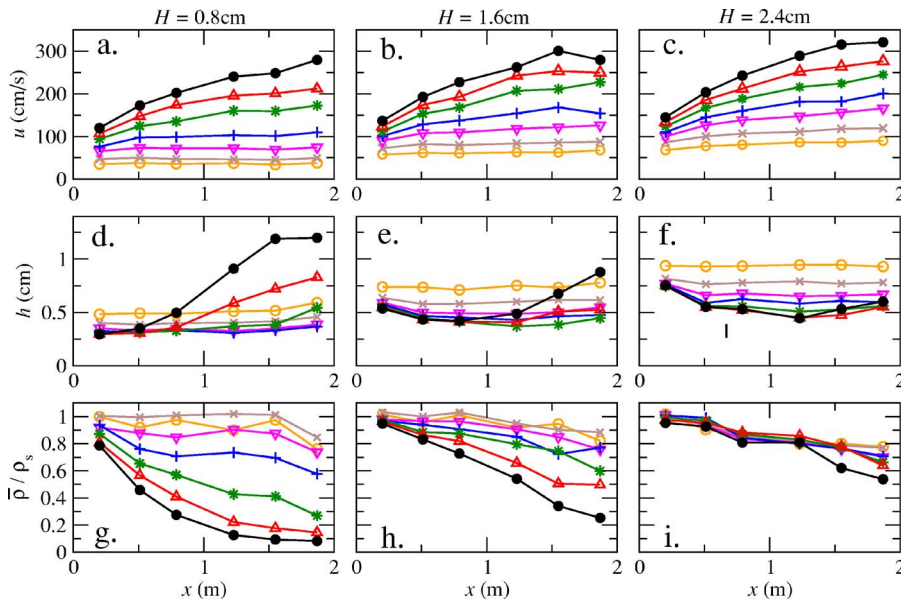 H = 0.8cm H = 1.6cm H = 2.4cm
a. b. c.
u (cm/s)
300
200
100
0
0 1 2 0 1 2 0 1 2
d. e. f.
h (cm)
1
0.5
0
0 1 2 0 1 2 0 1 2
g. h. i.
ρ̅ / ρs
1
0.8
0.6
0.4
0.2
0
0 1 2 0 1 2 0 1 2
x (m) x (m) x (m)